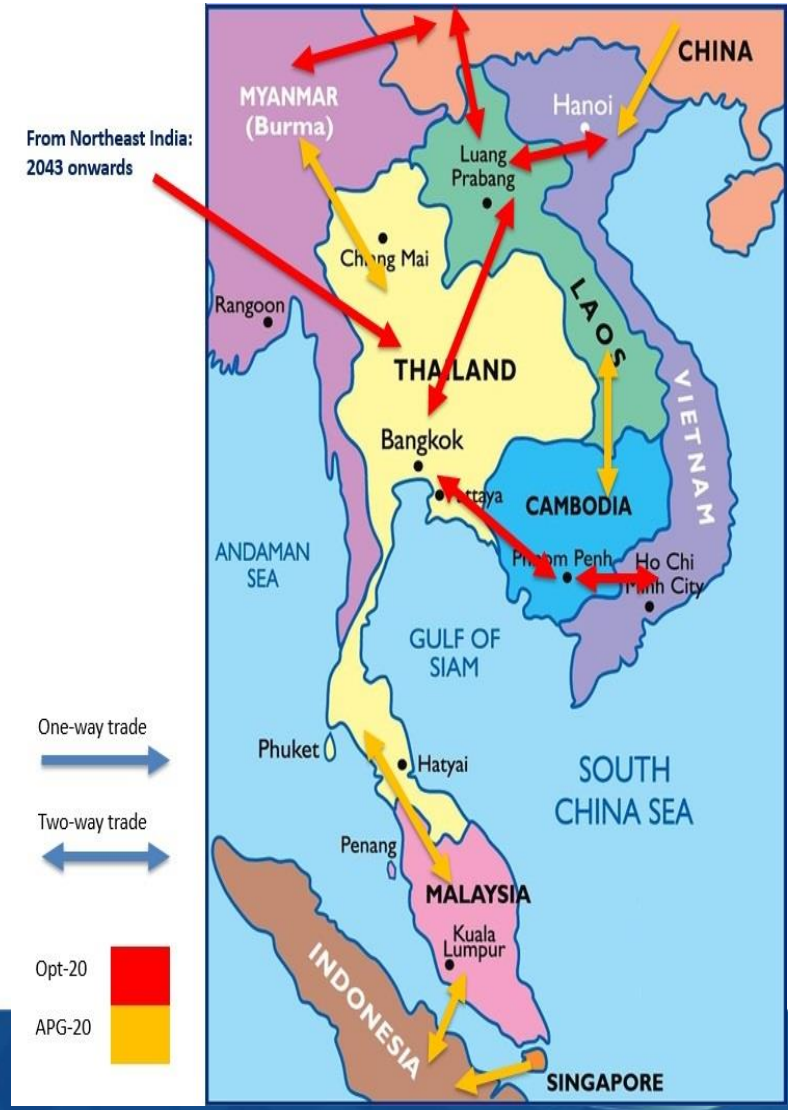 From Northeast India:
2043 onwards
CHINA
MYANMAR
(Burma)
Hanoi
Luang
Prabang
Chiang Mai
Rangoon
LAOS
THAILAND
VIETNAM
Bangkok
Pattaya
CAMBODIA
ANDAMAN
SEA
Phnom Penh
Ho Chi
Minh City
GULF OF
SIAM
One-way trade
Phuket
Hatyai
SOUTH
CHINA SEA
Two-way trade
Penang
MALAYSIA
Kuala
Lumpur
INDONESIA
Opt-20
APG-20
SINGAPORE